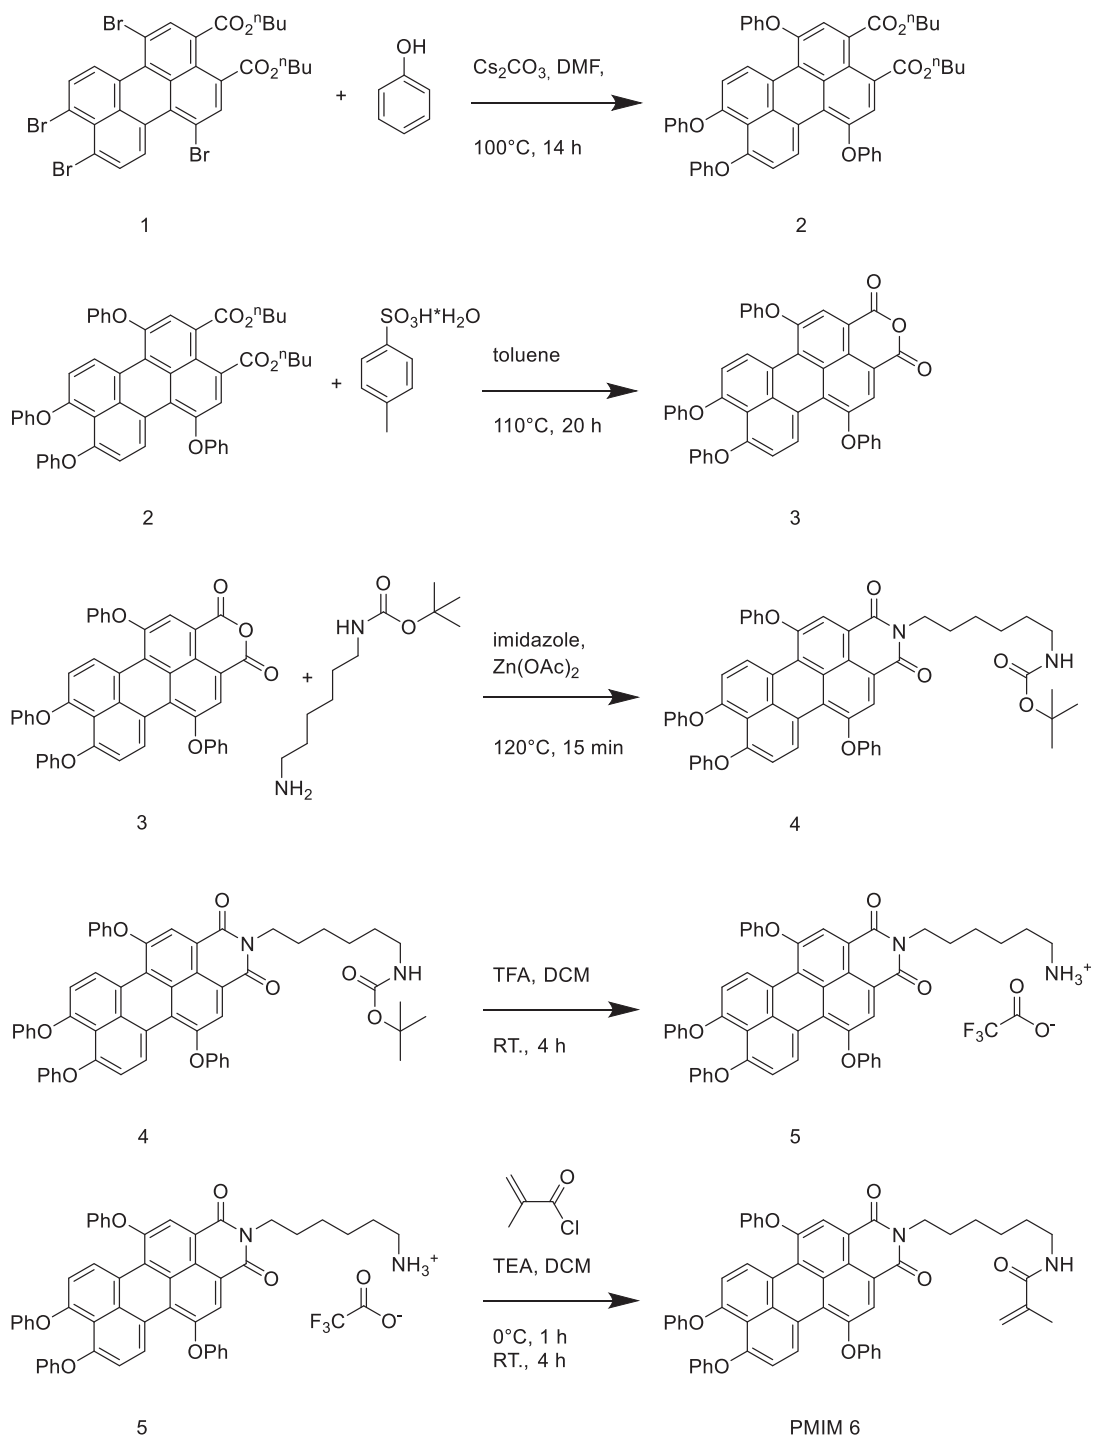 Br CO₂ⁿBu
CO₂ⁿBu
Br
Br
Br
1
+
OH
Cs₂CO₃, DMF,
100°C, 14 h
PhO CO₂ⁿBu
CO₂ⁿBu
PhO
PhO
OPh
2
PhO CO₂ⁿBu
CO₂ⁿBu
PhO
OPh
PhO
2
+
SO₃H*H₂O
toluene
110°C, 20 h
O
PhO
O
O
PhO
OPh
PhO
3
O
PhO
O
O
PhO
OPh
PhO
3
+
O
HN
O
NH₂
imidazole,
Zn(OAc)₂
120°C, 15 min
O
PhO
N
O
O
NH
O
PhO
OPh
PhO
4
O
PhO
N
O
O
NH
O
PhO
OPh
PhO
4
TFA, DCM
RT., 4 h
O
PhO
N
O
NH₃⁺
O
F₃C
O⁻
PhO
OPh
PhO
5
O
PhO
N
O
NH₃⁺
O
F₃C
O⁻
PhO
OPh
PhO
5
O
Cl
TEA, DCM
0°C, 1 h
RT., 4 h
O
PhO
N
O
O
NH
PhO
OPh
PhO
PMIM 6